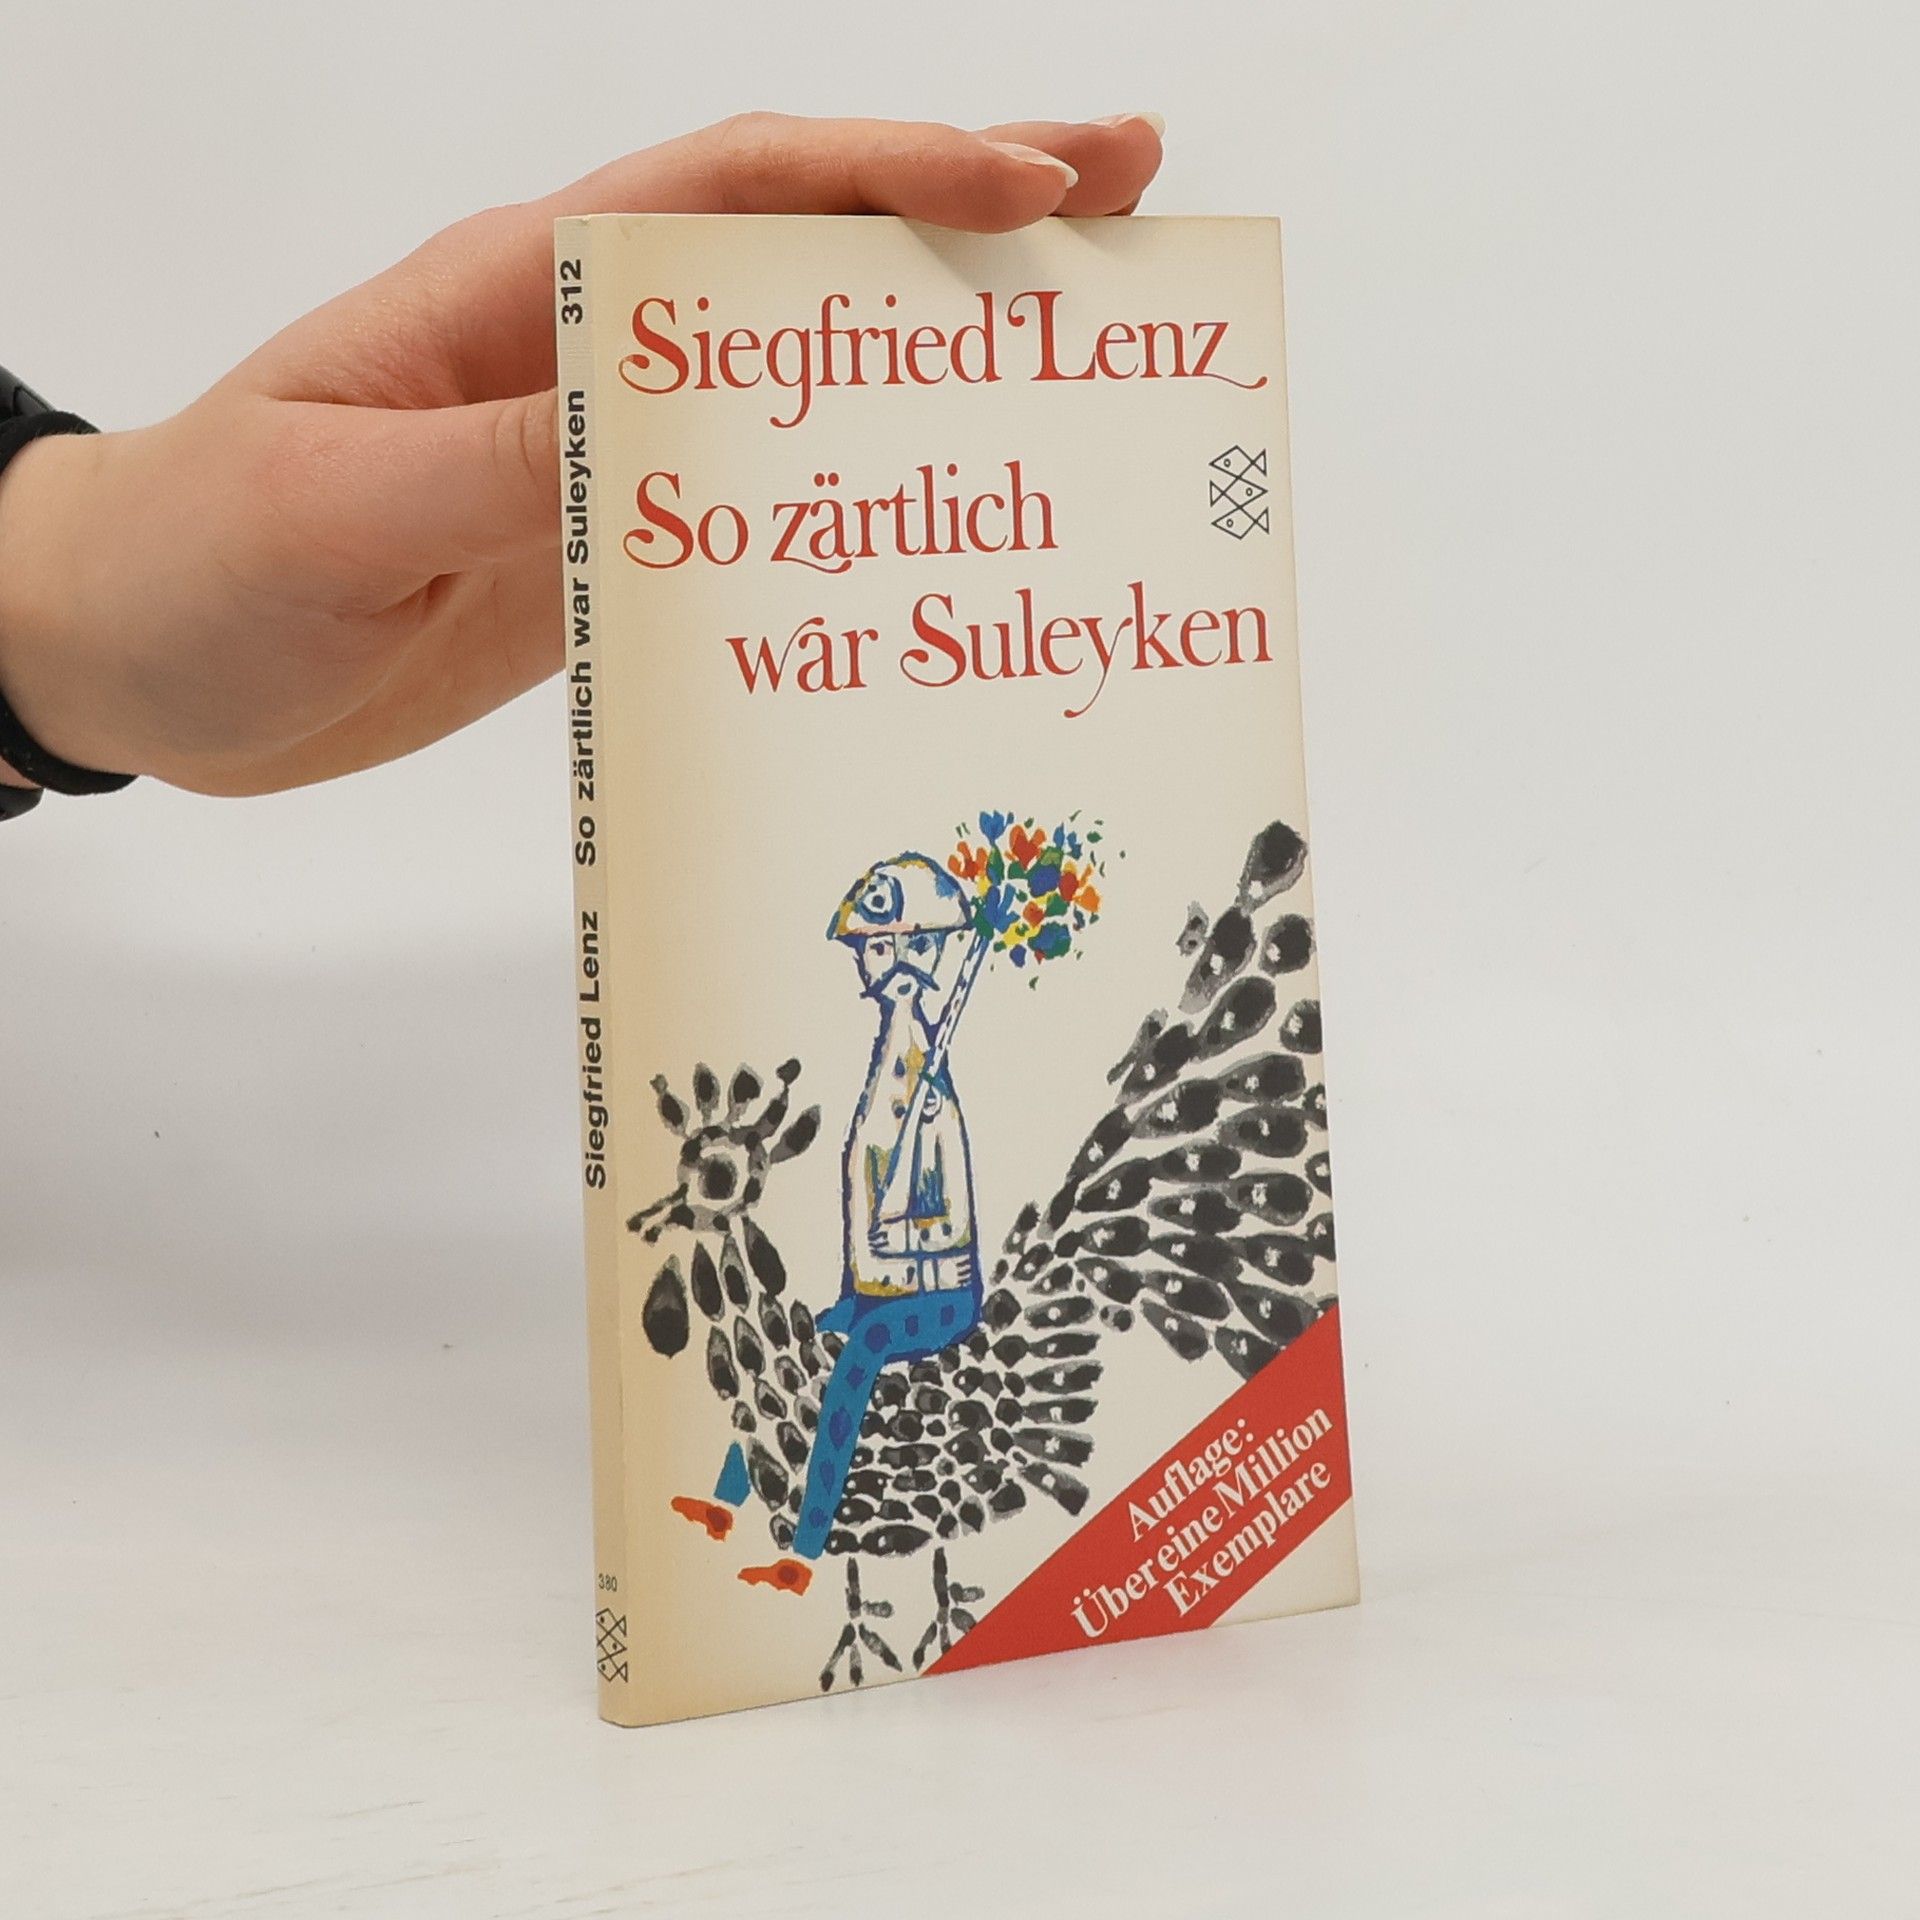 Siegfried Lenz
So zärtlich
war Suleyken
Auflage:
Über eine Million
Exemplare
Siegfried Lenz So zärtlich war Suleyken 312
380